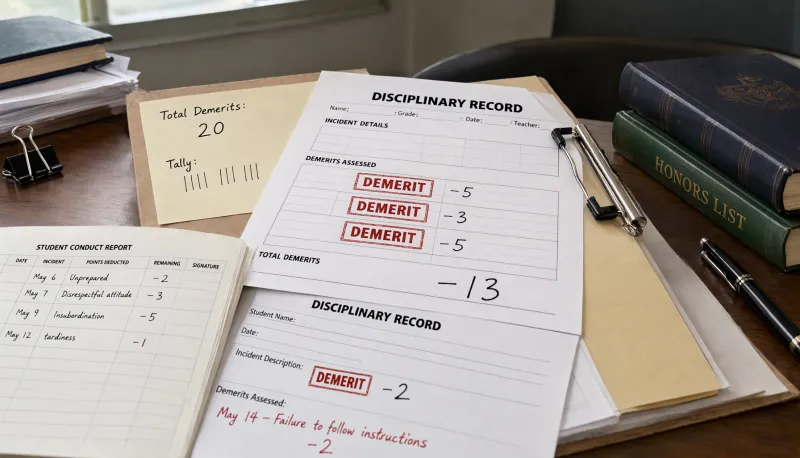 Total Demerits:
20
Tally:
DISCIPLINARY RECORD
Name: Grade: Date: Teacher:
INCIDENT DETAILS
DEMERITS ASSESSED
DEMERIT -5
DEMERIT -3
DEMERIT -5
TOTAL DEMERITS
-13
HONORS LIST
STUDENT CONDUCT REPORT
DATE INCIDENT POINTS DEDUCTED REMAINING SIGNATURE
May 6 Unprepared -2
May 7 Disrespectful attitude -3
May 9 Insubordination -5
May 12 tardiness -1
DISCIPLINARY RECORD
Student Name:
Date:
Incident Description:
DEMERIT -2
Demerits Assessed:
May 14 – Failure to follow instructions
-2